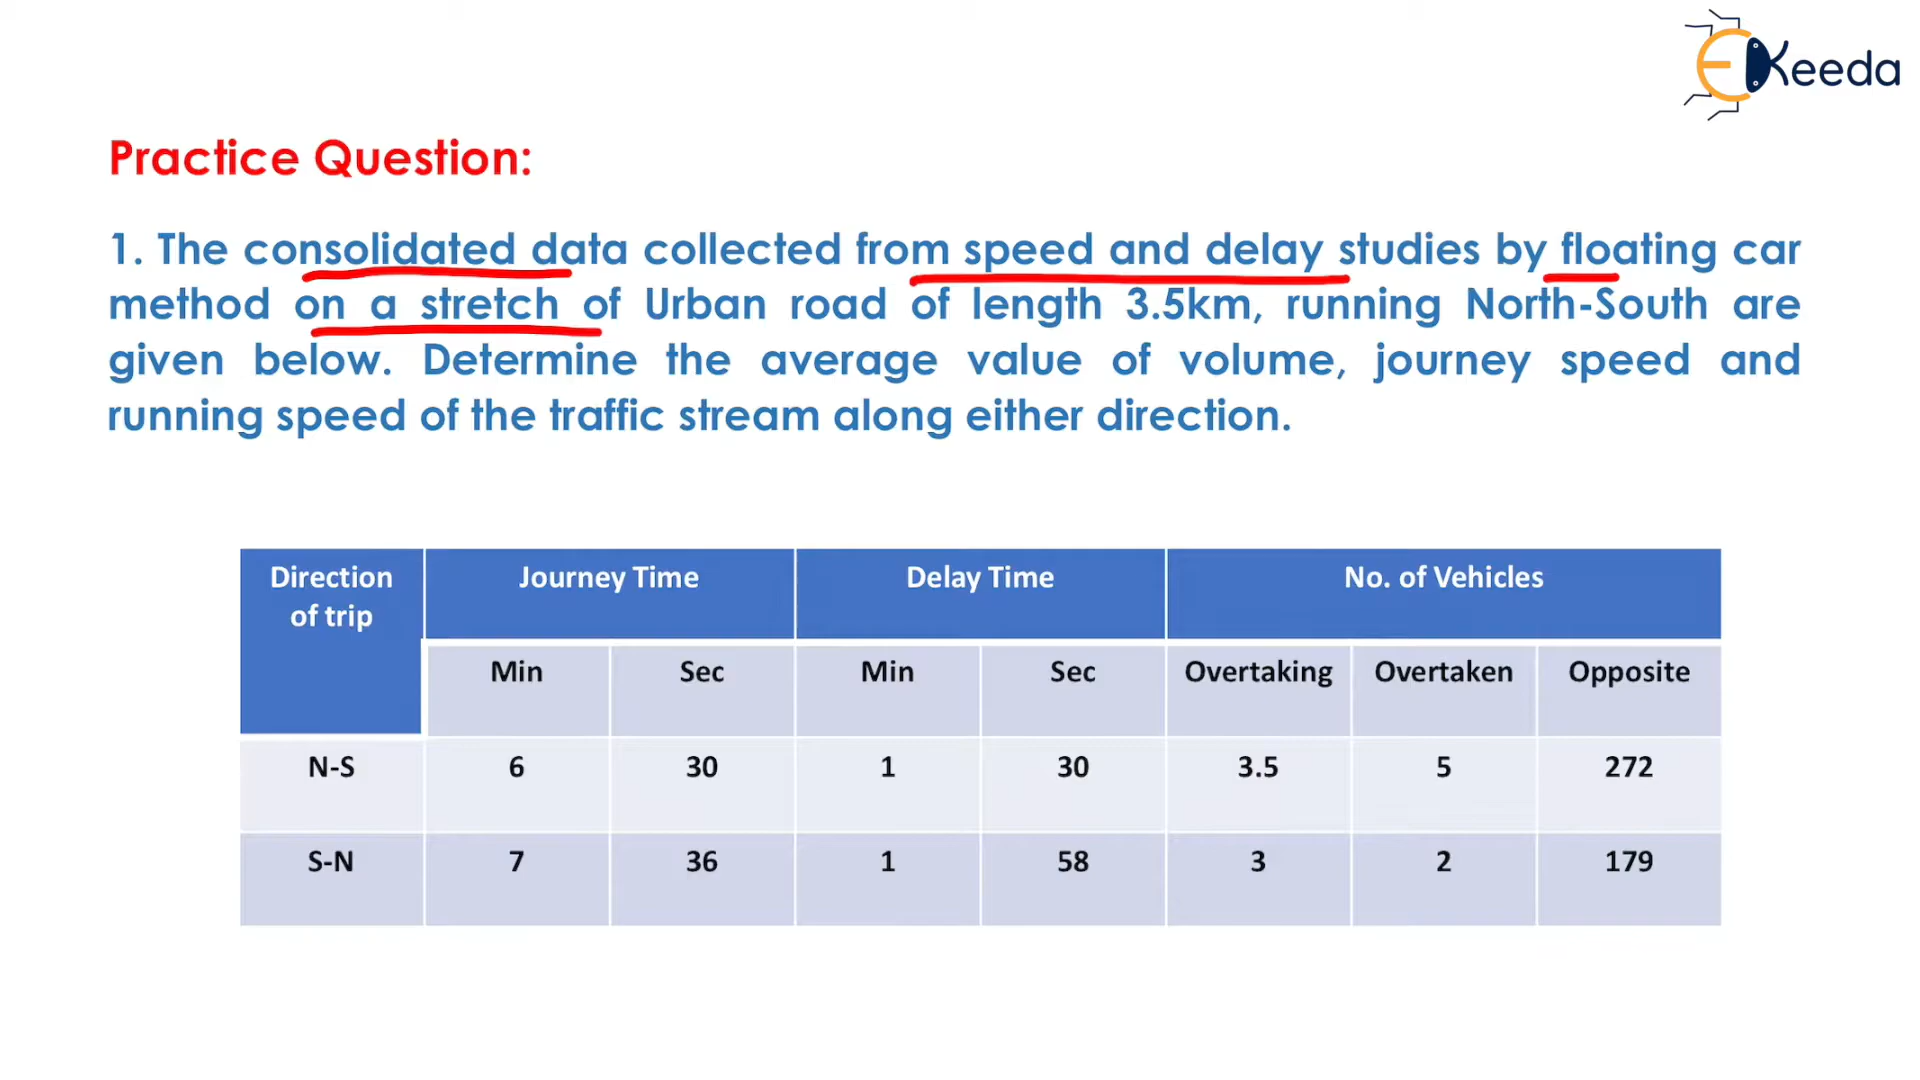 EKeeda
Practice Question:
1. The consolidated data collected from speed and delay studies by floating car
method on a stretch of Urban road of length 3.5km, running North-South are
given below. Determine the average value of volume, journey speed and
running speed of the traffic stream along either direction.
Direction of trip Journey Time Delay Time No. of Vehicles
Min Sec Min Sec Overtaking Overtaken Opposite
N-S 6 30 1 30 3.5 5 272
S-N 7 36 1 58 3 2 179